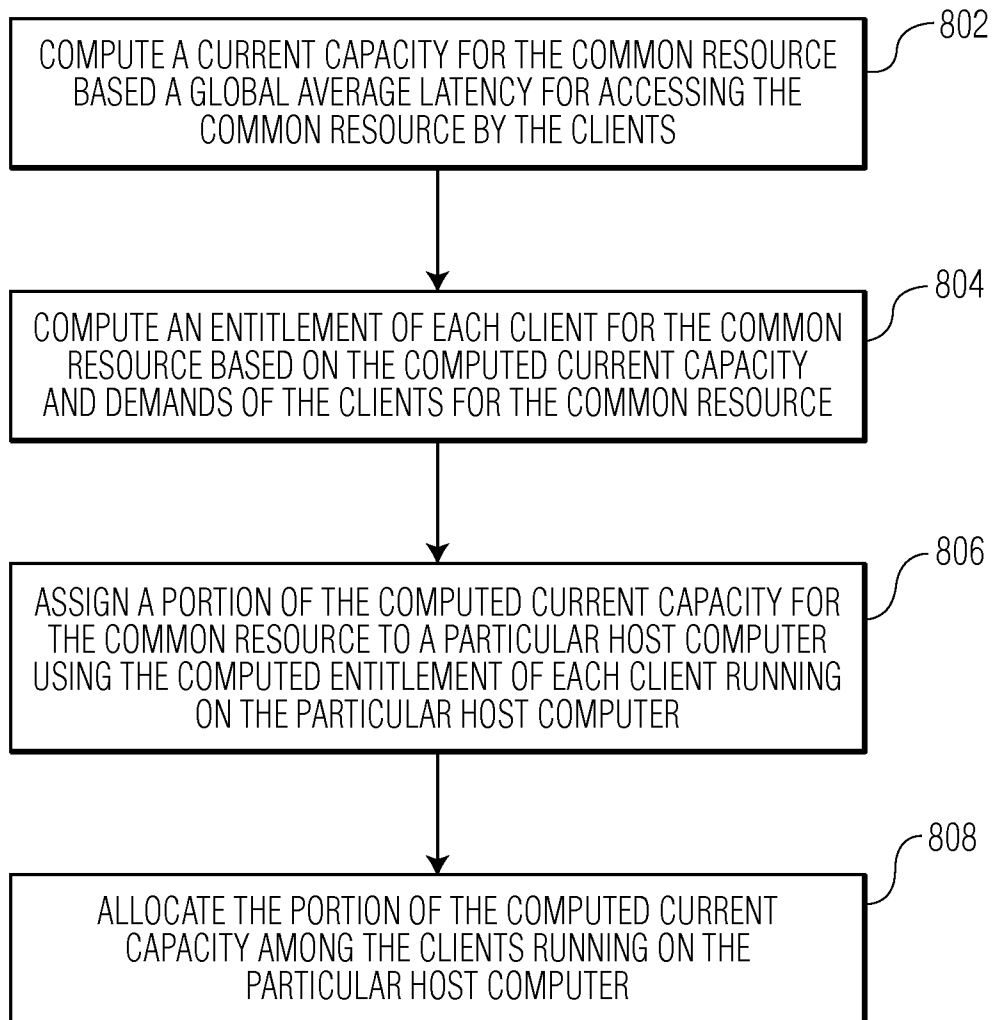 802
COMPUTE A CURRENT CAPACITY FOR THE COMMON RESOURCE
BASED A GLOBAL AVERAGE LATENCY FOR ACCESSING THE
COMMON RESOURCE BY THE CLIENTS
804
COMPUTE AN ENTITLEMENT OF EACH CLIENT FOR THE COMMON
RESOURCE BASED ON THE COMPUTED CURRENT CAPACITY
AND DEMANDS OF THE CLIENTS FOR THE COMMON RESOURCE
806
ASSIGN A PORTION OF THE COMPUTED CURRENT CAPACITY FOR
THE COMMON RESOURCE TO A PARTICULAR HOST COMPUTER
USING THE COMPUTED ENTITLEMENT OF EACH CLIENT RUNNING
ON THE PARTICULAR HOST COMPUTER
808
ALLOCATE THE PORTION OF THE COMPUTED CURRENT
CAPACITY AMONG THE CLIENTS RUNNING ON THE
PARTICULAR HOST COMPUTER